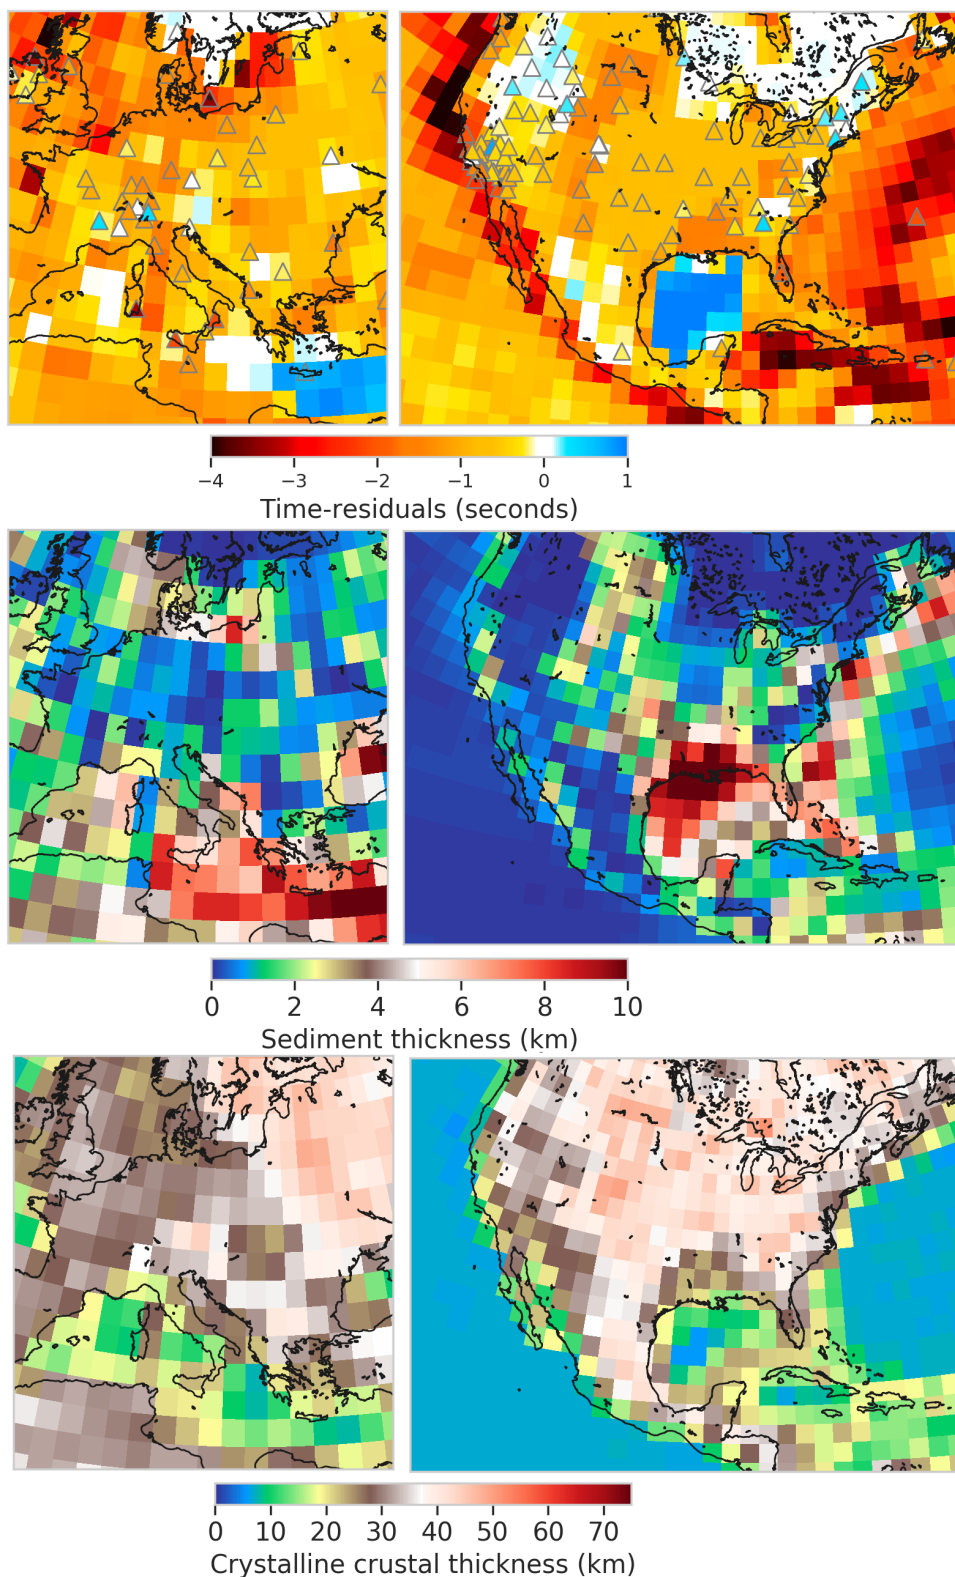 −4 −3 −2 −1 0 1
Time-residuals (seconds)
0 2 4 6 8 10
Sediment thickness (km)
0 10 20 30 40 50 60 70
Crystalline crustal thickness (km)